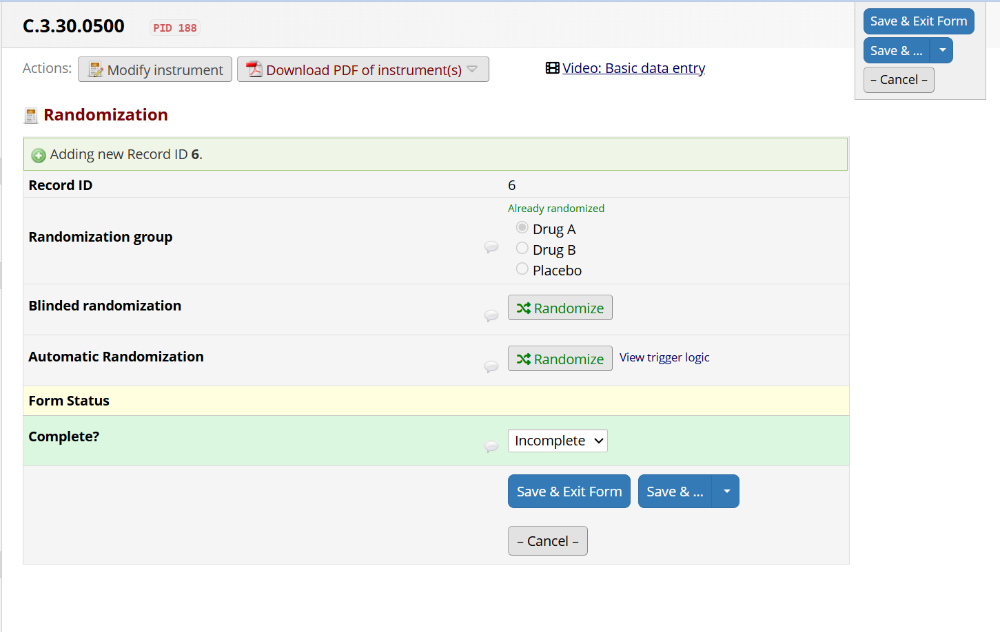 C.3.30.0500 PID 188
Save & Exit Form
Save & ...
– Cancel –
Actions: Modify instrument Download PDF of instrument(s) Video: Basic data entry
Randomization
Adding new Record ID 6.
Record ID 6
Already randomized
Randomization group
Drug A
Drug B
Placebo
Blinded randomization Randomize
Automatic Randomization Randomize View trigger logic
Form Status
Complete? Incomplete
Save & Exit Form Save & ...
– Cancel –